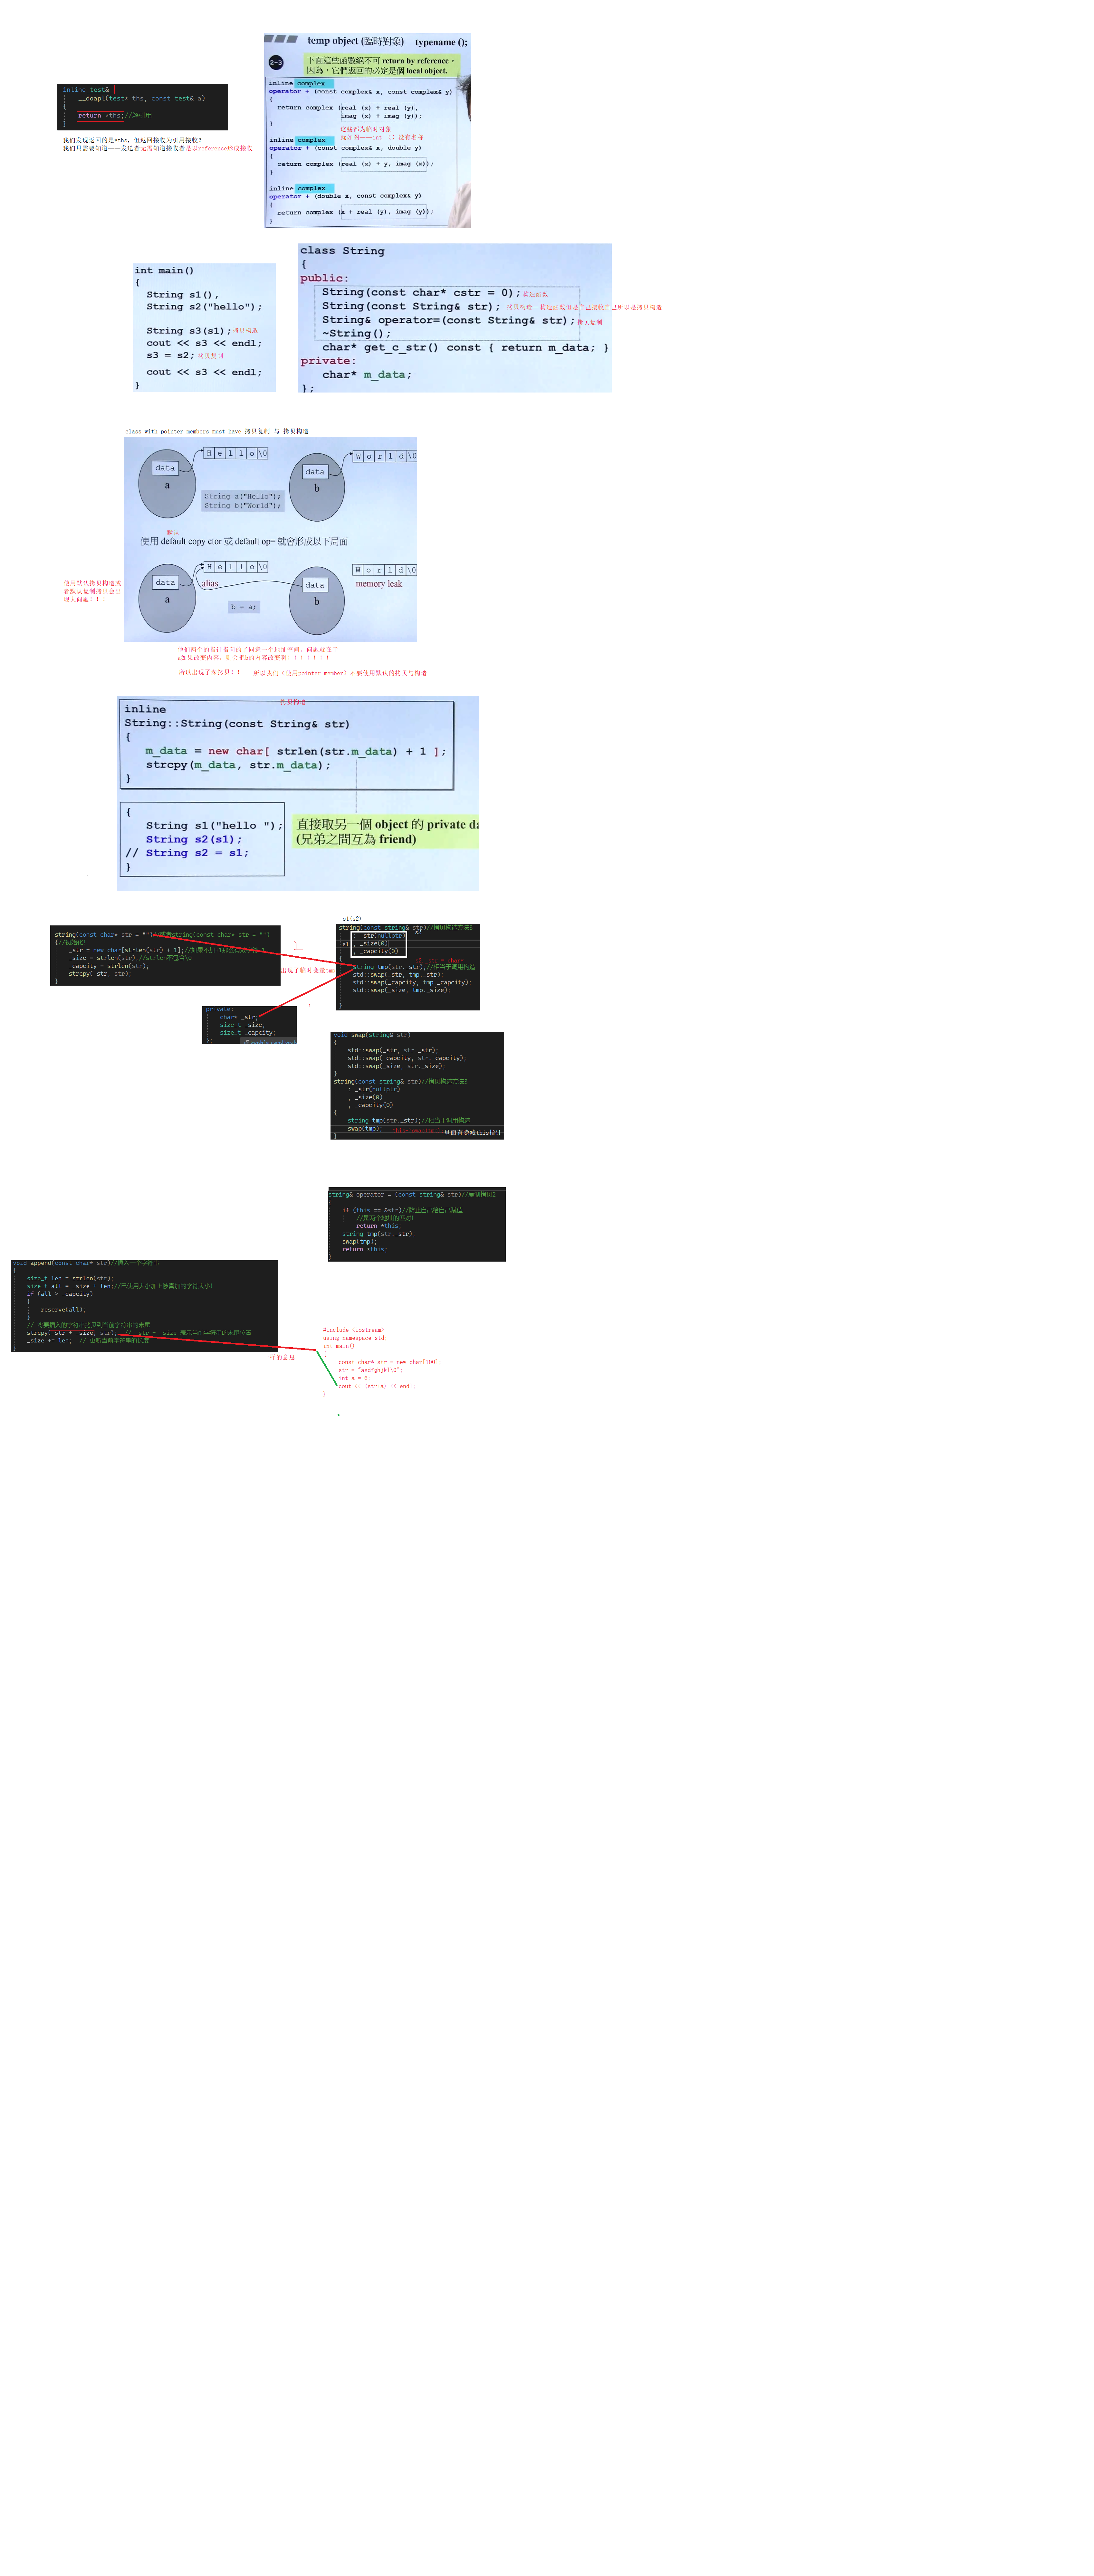 temp object (臨時對象) typename ();
2-3
下面這些函數絕不可 return by reference，
因為，它們返回的必定是個 local object.
inline complex
operator + (const complex& x, const complex& y)
{
return complex (real (x) + real (y),
imag (x) + imag (y));
}
这些都为临时对象
就如图——int （）没有名称
inline complex
operator + (const complex& x, double y)
{
return complex (real (x) + y, imag (x));
}
inline complex
operator + (double x, const complex& y)
{
return complex (x + real (y), imag (y));
}
inline test&
__doapl(test* ths, const test& a)
{
return *ths;//解引用
}
我们发现返回的是*ths，但返回接收为引用接收？
我们只需要知道——发送者无需知道接收者是以reference形成接收
int main()
{
String s1(),
String s2("hello");
String s3(s1); 拷贝构造
cout << s3 << endl;
s3 = s2; 拷贝复制
cout << s3 << endl;
}
class String
{
public:
String(const char* cstr = 0); 构造函数
String(const String& str); 拷贝构造—构造函数但是自己接收自己所以是拷贝构造
String& operator=(const String& str); 拷贝复制
~String();
char* get_c_str() const { return m_data; }
private:
char* m_data;
};
class with pointer members must have 拷贝复制 与 拷贝构造
H e l l o \0
W o r l d \0
data
data
a
b
String a("Hello");
String b("World");
默认
使用 default copy ctor 或 default op= 就會形成以下局面
H e l l o \0
W o r l d \0
data
alias
data
memory leak
a
b
b = a;
使用默认拷贝构造或
者默认复制拷贝会出
现大问题！！！
他们两个的指针指向的了同意一个地址空间，问题就在于
a如果改变内容，则会把b的内容改变啊！！！！！！！
所以出现了深拷贝！！
所以我们（使用pointer member）不要使用默认的拷贝与构造
拷贝构造
inline
String::String(const String& str)
{
m_data = new char[ strlen(str.m_data) + 1 ];
strcpy(m_data, str.m_data);
}
{
String s1("hello ");
String s2(s1);
// String s2 = s1;
}
直接取另一個 object 的 private da
(兄弟之間互為 friend)
string(const char* str = "")//或者string(const char* str = "")
{//初始化!
_str = new char[strlen(str) + 1];
_size = strlen(str);//strlen不包含\0
_capcity = strlen(str);
strcpy(_str, str);
}
出现了临时变量tmp
private:
char* _str;
size_t _size;
size_t _capcity;
};
s1(s2)
string(const string& str)//拷贝构造方法3
s2
: _str(nullptr)
s1
, _size(0)
, _capcity(0)
{
string tmp(str._str);//相当于调用构造
std::swap(_str, tmp._str);
std::swap(_capcity, tmp._capcity);
std::swap(_size, tmp._size);
}
void swap(string& str)
{
std::swap(_str, str._str);
std::swap(_capcity, str._capcity);
std::swap(_size, str._size);
}
string(const string& str)//拷贝构造方法3
: _str(nullptr)
, _size(0)
, _capcity(0)
{
string tmp(str._str);//相当于调用构造
swap(tmp);
里面有隐藏this指针
}
string& operator = (const string& str)//复制拷贝2
{
if (this == &str)//防止自己给自己赋值
//是两个地址的匹对!
return *this;
string tmp(str._str);
swap(tmp);
return *this;
}
void append(const char* str)//插入一个字符串
{
size_t len = strlen(str);
size_t all = _size + len;//已使用大小加上被累加的字符大小!
if (all > _capcity)
{
reserve(all);
}
// 将要插入的字符串拷贝到当前字符串的末尾
strcpy(_str + _size, str); // _str + _size 表示当前字符串的末尾位置
_size += len; // 更新当前字符串的长度
}
一样的意思
#include <iostream>
using namespace std;
int main()
{
const char* str = new char[100];
str = "asdfghjkl\0";
int a = 6;
cout << (str+a) << endl;
}